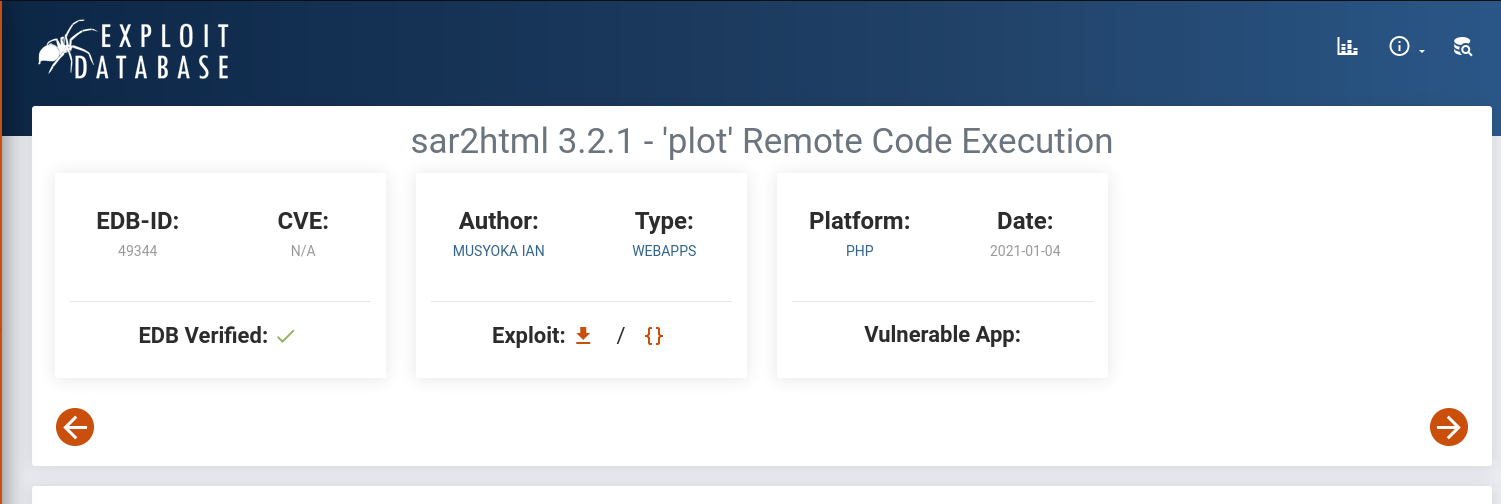 EXPLOIT
DATABASE
sar2html 3.2.1 - 'plot' Remote Code Execution
EDB-ID:
49344
CVE:
N/A
EDB Verified:
Author:
MUSYOKA IAN
Type:
WEBAPPS
Exploit: / {}
Platform:
PHP
Date:
2021-01-04
Vulnerable App: